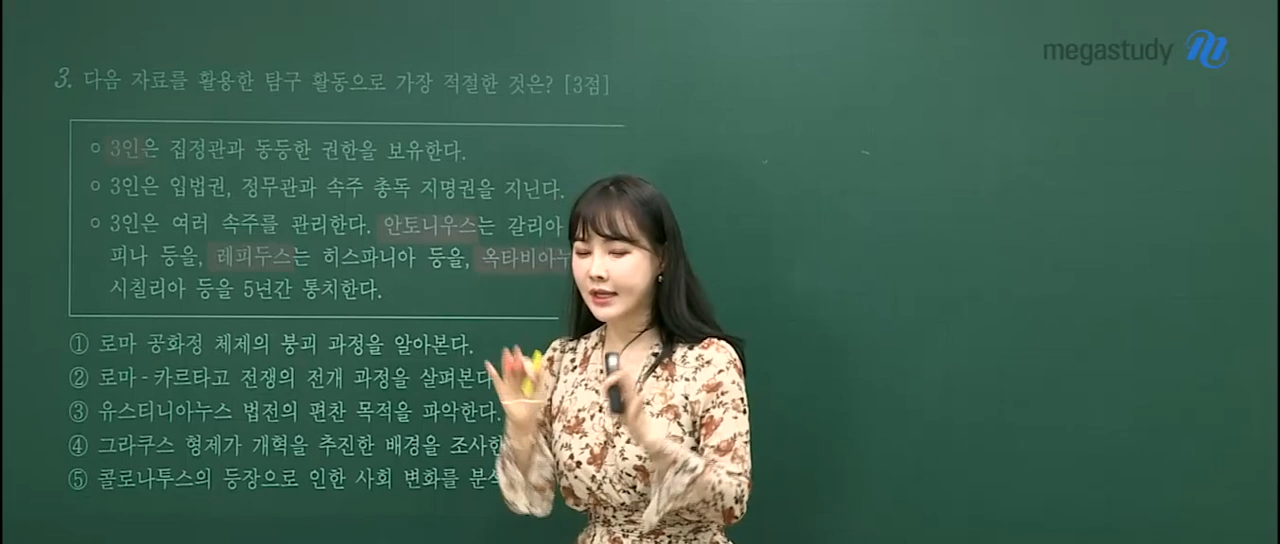 megastudy
3. 다음 자료를 활용한 탐구 활동으로 가장 적절한 것은? [3점]
○ 3인은 집정관과 동등한 권한을 보유한다.
○ 3인은 입법권, 정무관과 속주 총독 지명권을 지닌다.
○ 3인은 여러 속주를 관리한다. 안토니우스는 갈리아
피나 등을, 레피두스는 히스파니아 등을, 옥타비아누
시칠리아 등을 5년간 통치한다.
① 로마 공화정 체제의 붕괴 과정을 알아본다.
② 로마-카르타고 전쟁의 전개 과정을 살펴본다
③ 유스티니아누스 법전의 편찬 목적을 파악한다.
④ 그라쿠스 형제가 개혁을 추진한 배경을 조사한
⑤ 콜로나투스의 등장으로 인한 사회 변화를 분석